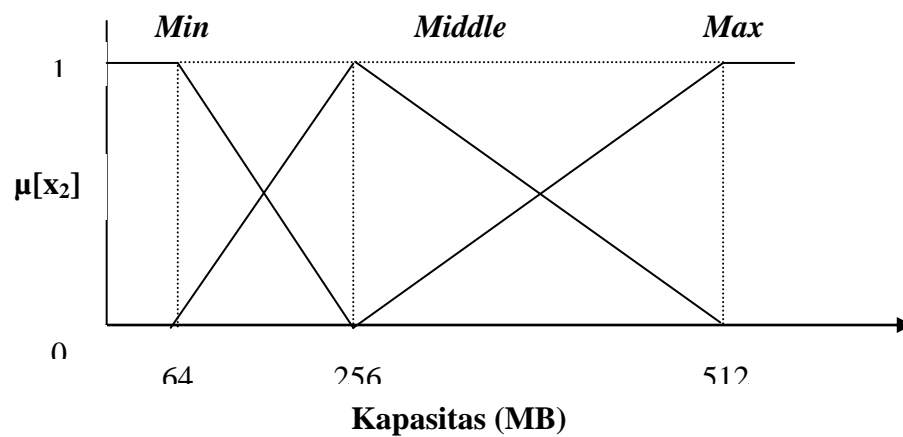 Min Middle Max
1
μ[x₂]
0
64 256 512
Kapasitas (MB)